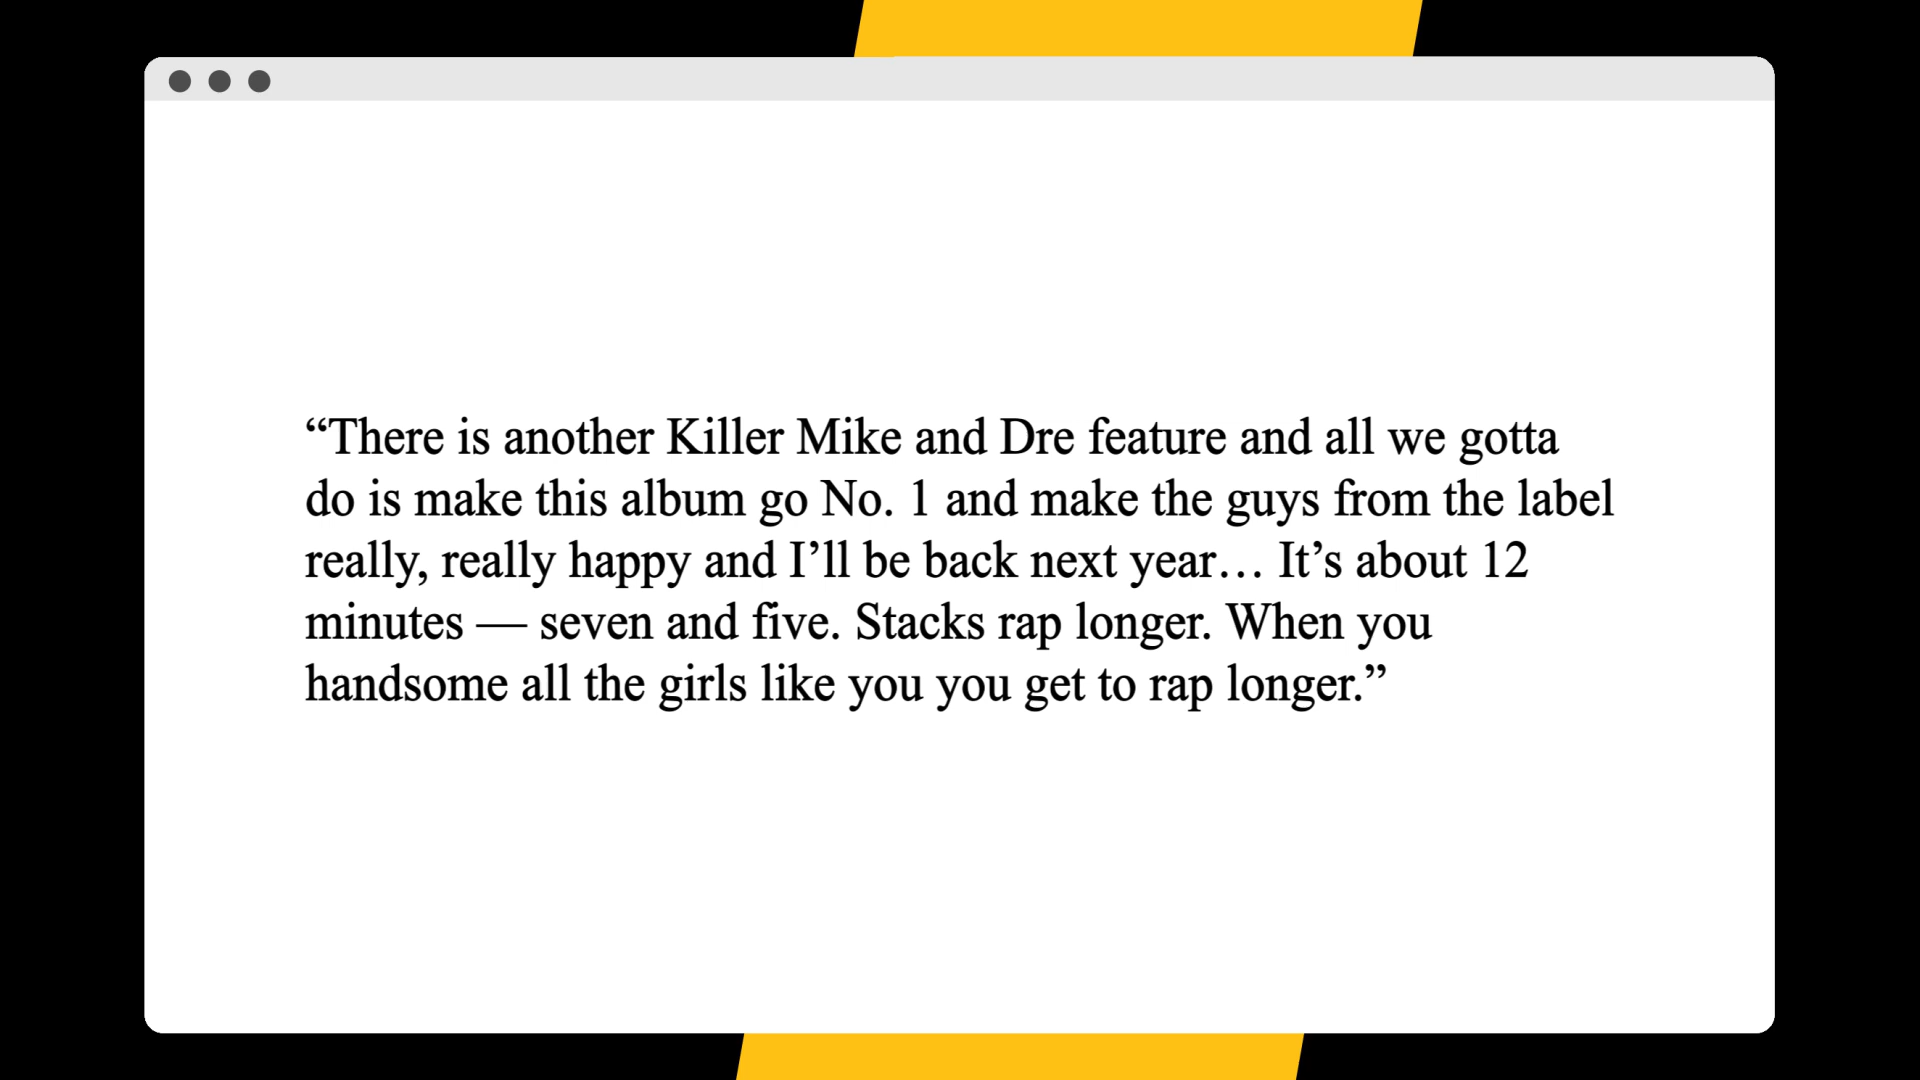 “There is another Killer Mike and Dre feature and all we gotta
do is make this album go No. 1 and make the guys from the label
really, really happy and I’ll be back next year… It’s about 12
minutes — seven and five. Stacks rap longer. When you
handsome all the girls like you you get to rap longer.”